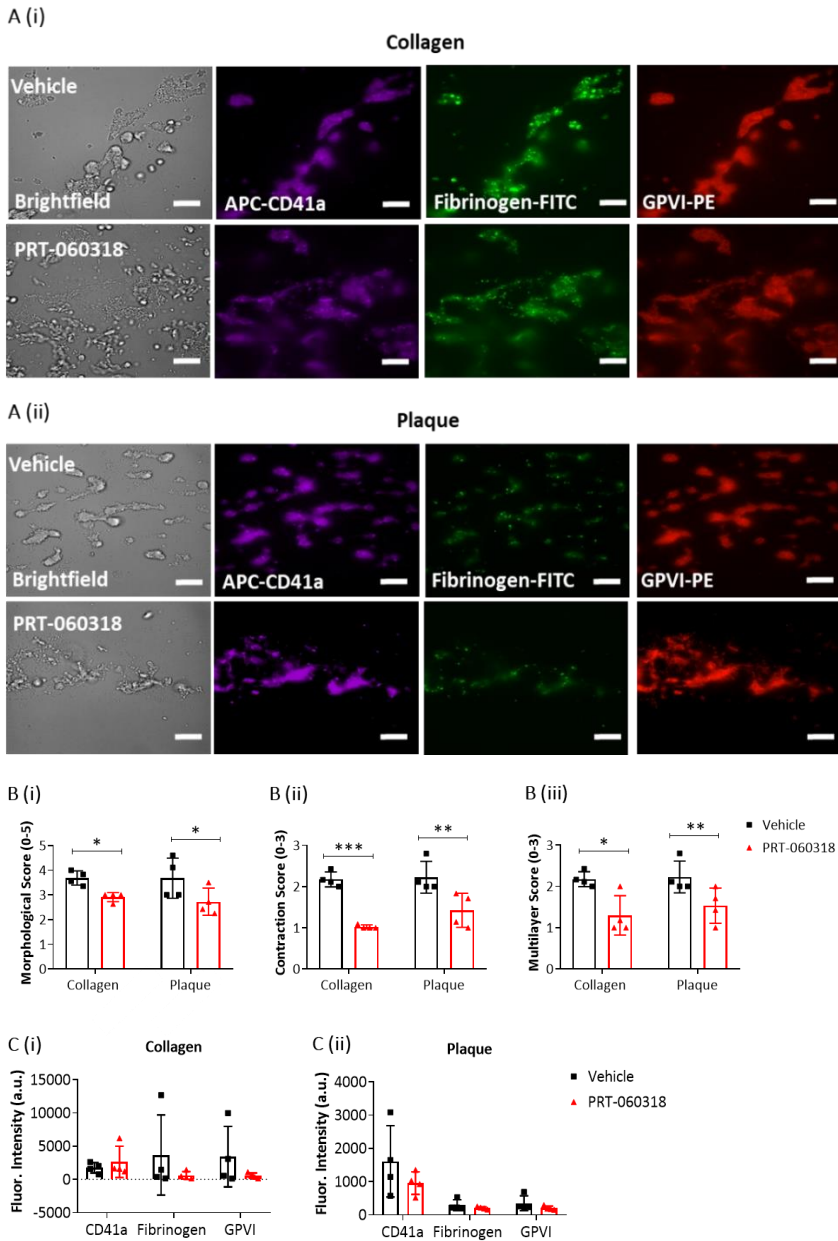 A (i)
Collagen
Vehicle
Brightfield
APC-CD41a
Fibrinogen-FITC
GPVI-PE
PRT-060318
A (ii)
Plaque
Vehicle
Brightfield
APC-CD41a
Fibrinogen-FITC
GPVI-PE
PRT-060318
B (i)
Morphological Score (0-5)
5
4
3
2
1
0
*
*
Collagen
Plaque
B (ii)
Contraction Score (0-3)
3
2
1
0
***
**
Collagen
Plaque
B (iii)
Multilayer Score (0-3)
3
2
1
0
*
**
Collagen
Plaque
Vehicle
PRT-060318
C (i)
Collagen
Fluor. Intensity (a.u.)
15000
10000
5000
0
-5000
CD41a
Fibrinogen
GPVI
C (ii)
Plaque
Fluor. Intensity (a.u.)
4000
3000
2000
1000
0
CD41a
Fibrinogen
GPVI
Vehicle
PRT-060318